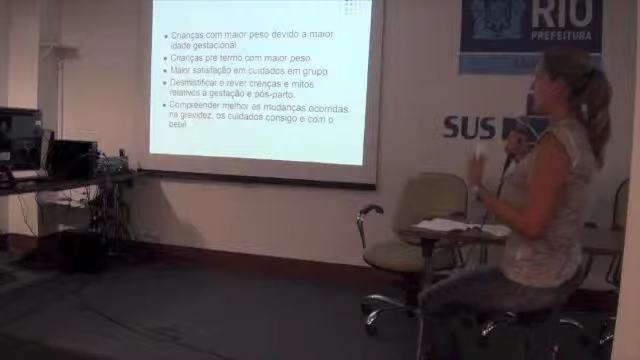 • Crianças com maior peso devido a maior
idade gestacional
• Crianças pré termo com maior peso
• Maior satisfação em cuidados em grupo
• Desmistificar e rever crenças e mitos
relativos a gestação e pós-parto.
• Compreender melhor as mudanças ocorridas
na gravidez, os cuidados consigo e com o
bebê
RIO
PREFEITURA
SUS